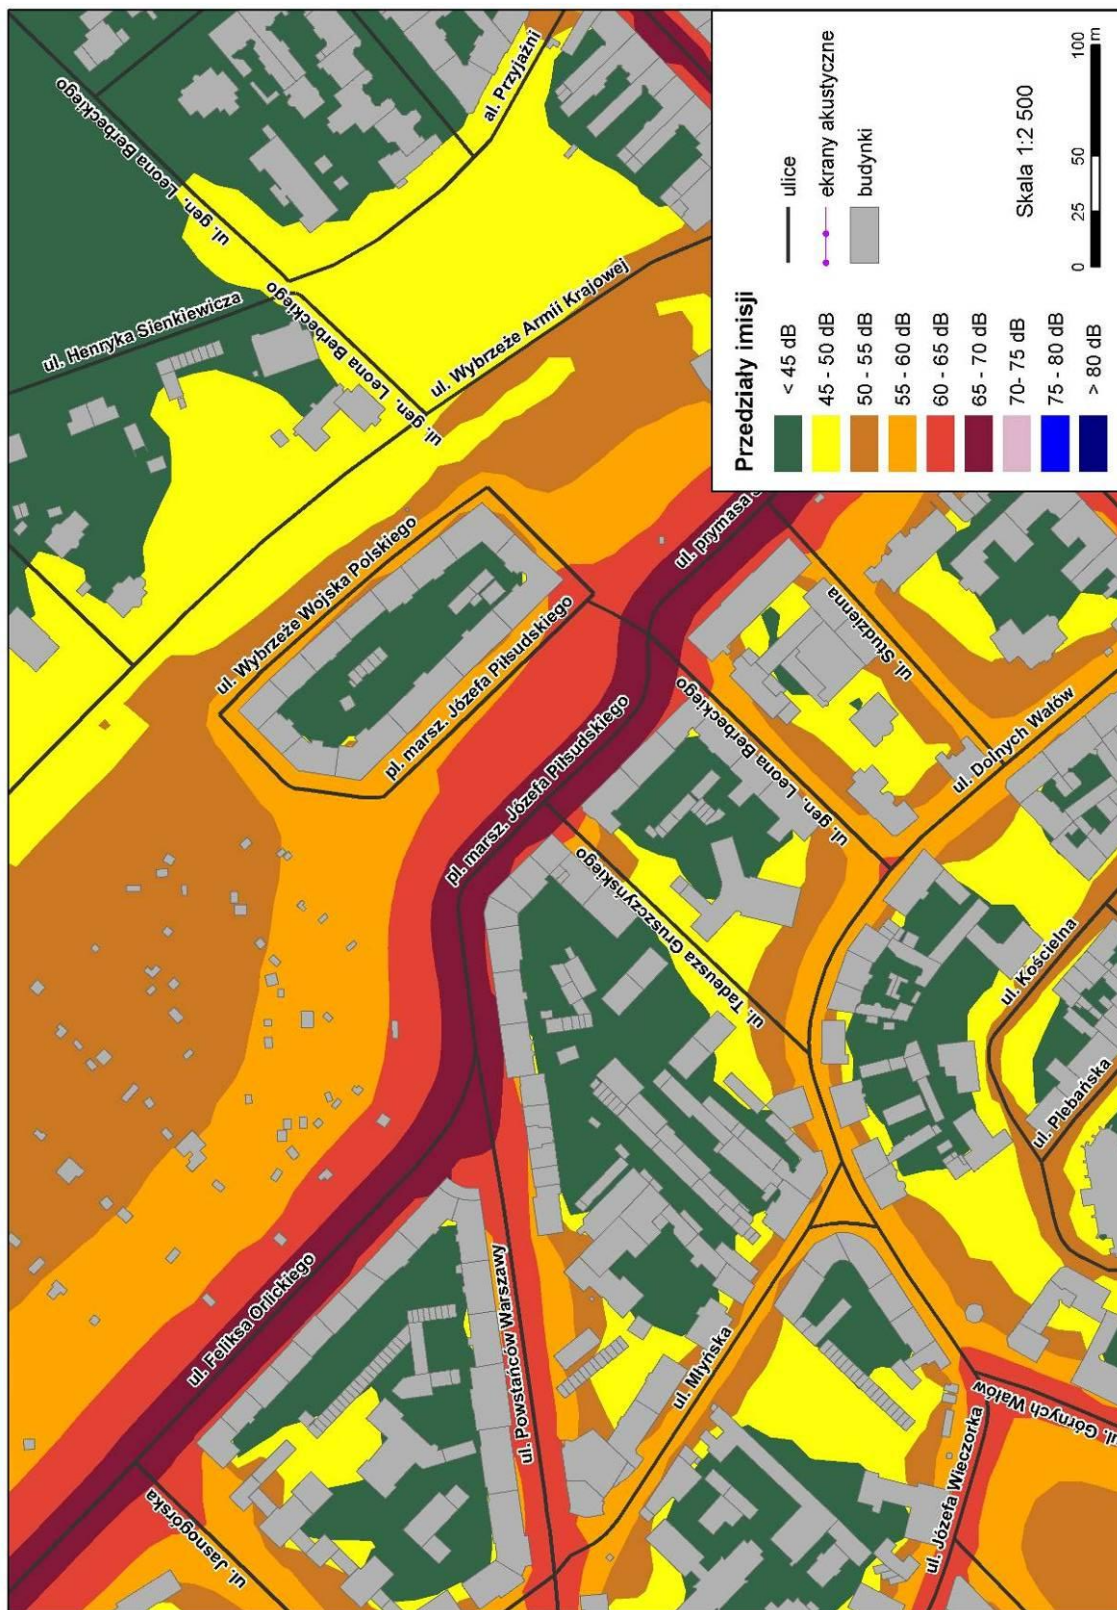 ul. gen. Leona Berbeckiego
al. Przyjaźni
ul. Henryka Sienkiewicza
ul. gen. Leona Berbeckiego
ul. Wybrzeże Armii Krajowej
ul. Wybrzeże Wojska Polskiego
pl. marsz. Józefa Piłsudskiego
ul. prymasa
pl. marsz. Józefa Piłsudskiego
ul. Studzienna
ul. gen. Leona Berbeckiego
ul. Dolnych Wałów
ul. Tadeusza Gruszczyńskiego
ul. Kościelna
ul. Plebańska
ul. Feliksa Orlickiego
ul. Powstańców Warszawy
ul. Młyńska
ul. Jasnogórska
ul. Józefa Wieczorka
ul. Górnych Wałów
Przedziały imisji
< 45 dB
45 - 50 dB
50 - 55 dB
55 - 60 dB
60 - 65 dB
65 - 70 dB
70- 75 dB
75 - 80 dB
> 80 dB
ulice
ekrany akustyczne
budynki
Skala 1:2 500
0 25 50 100
m